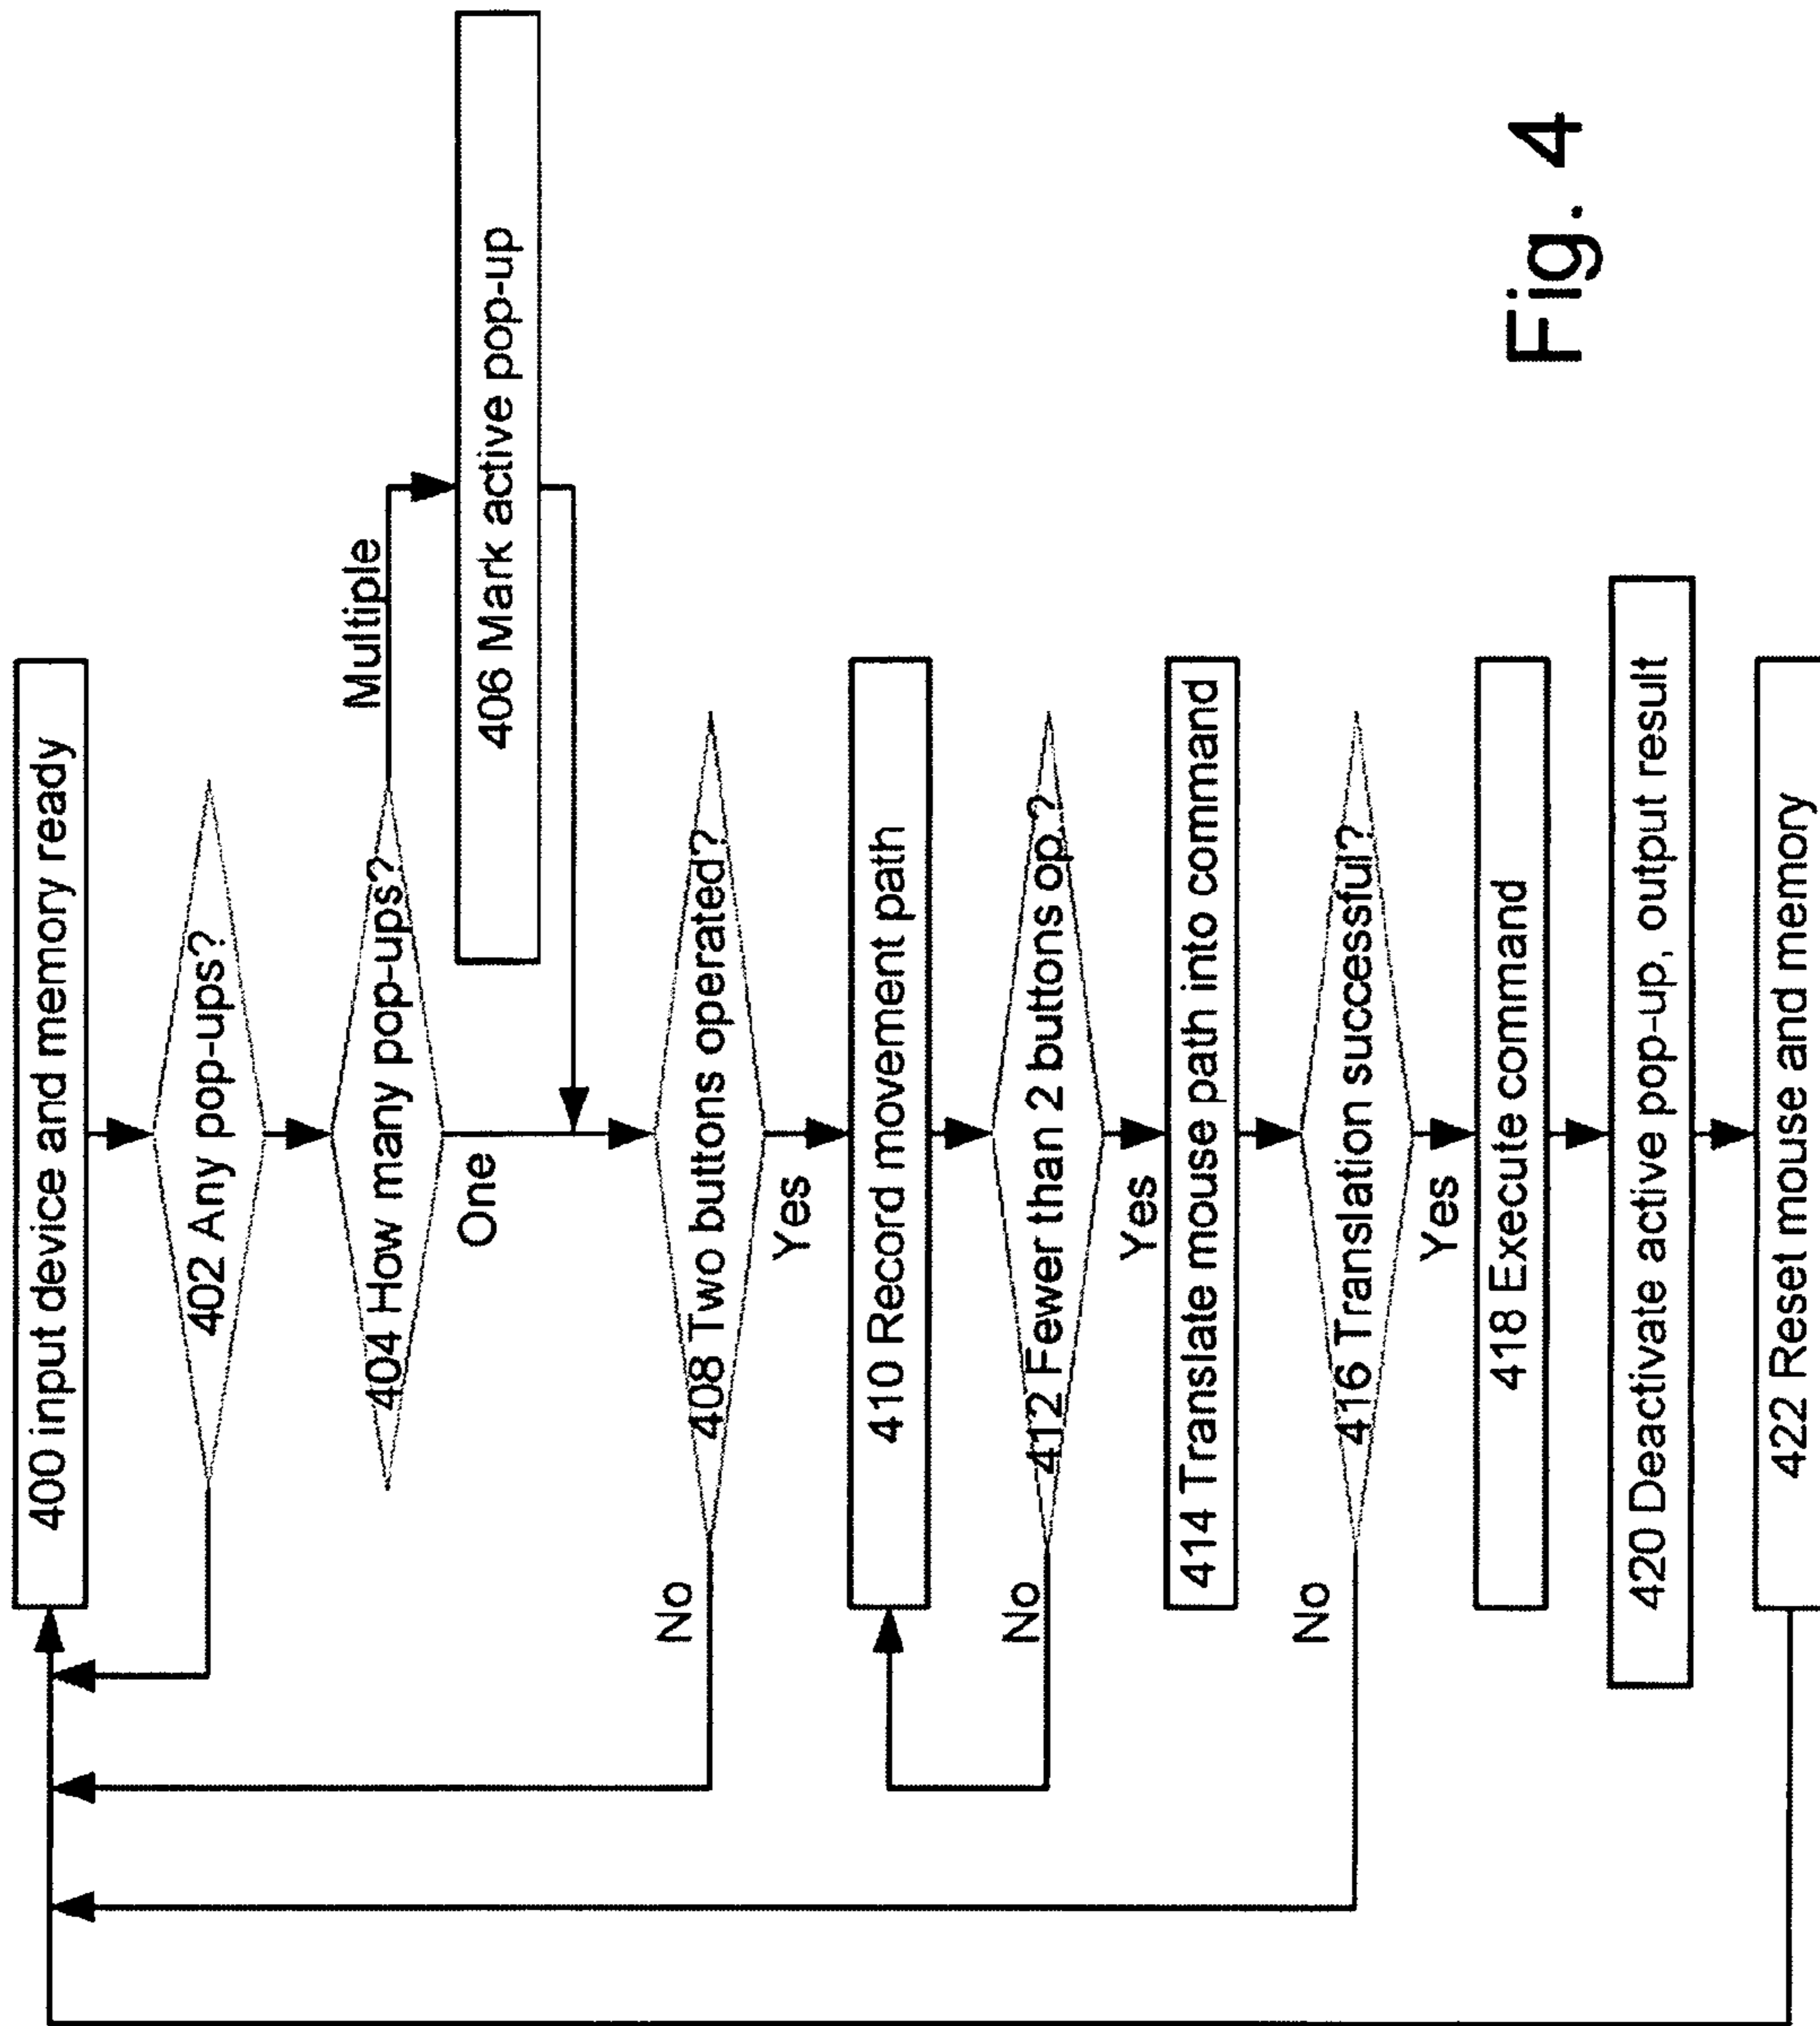 400 input device and memory ready
402 Any pop-ups?
404 How many pop-ups?
Multiple
One
406 Mark active pop-up
408 Two buttons operated?
No
Yes
410 Record movement path
412 Fewer than 2 buttons op.?
No
Yes
414 Translate mouse path into command
416 Translation successful?
No
Yes
418 Execute command
420 Deactivate active pop-up, output result
422 Reset mouse and memory
Fig. 4